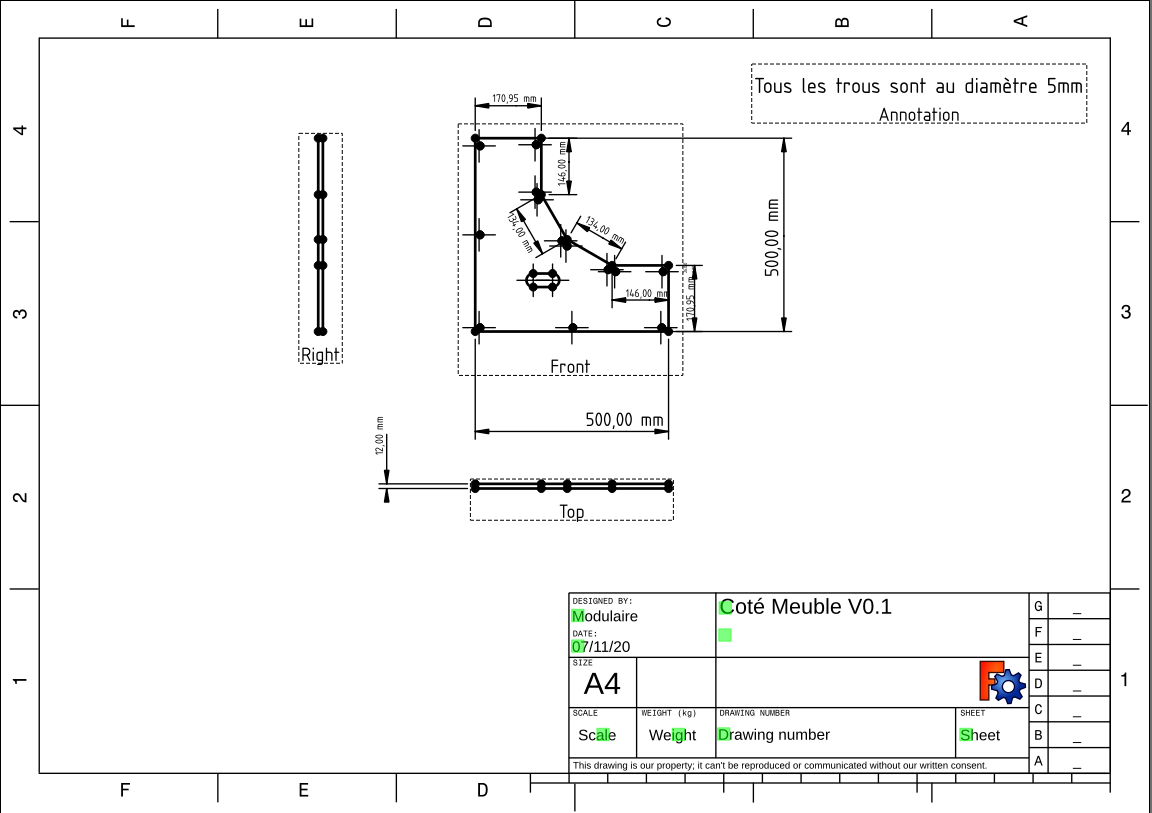 F E D C B A
4
4
Tous les trous sont au diamètre 5mm
Annotation
170,95 mm
146,00 mm
134,00 mm
134,00 mm
500,00 mm
146,00 mm
170,95 mm
3
3
Right
Front
500,00 mm
12,00 mm
2
2
Top
1
1
DESIGNED BY:
Modulaire
DATE:
07/11/20
Coté Meuble V0.1
SIZE
A4
SCALE
Scale
WEIGHT (kg)
Weight
DRAWING NUMBER
Drawing number
SHEET
Sheet
This drawing is our property; it can't be reproduced or communicated without our written consent.
G _
F _
E _
D _
C _
B _
A _
F E D